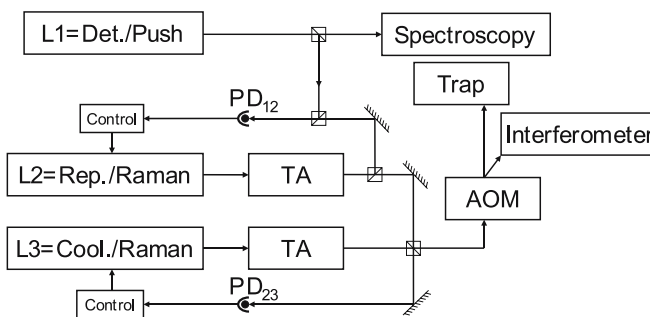 L1=Det./Push
Spectroscopy
Trap
PD12
Control
Interferometer
L2=Rep./Raman
TA
AOM
L3=Cool./Raman
TA
PD23
Control